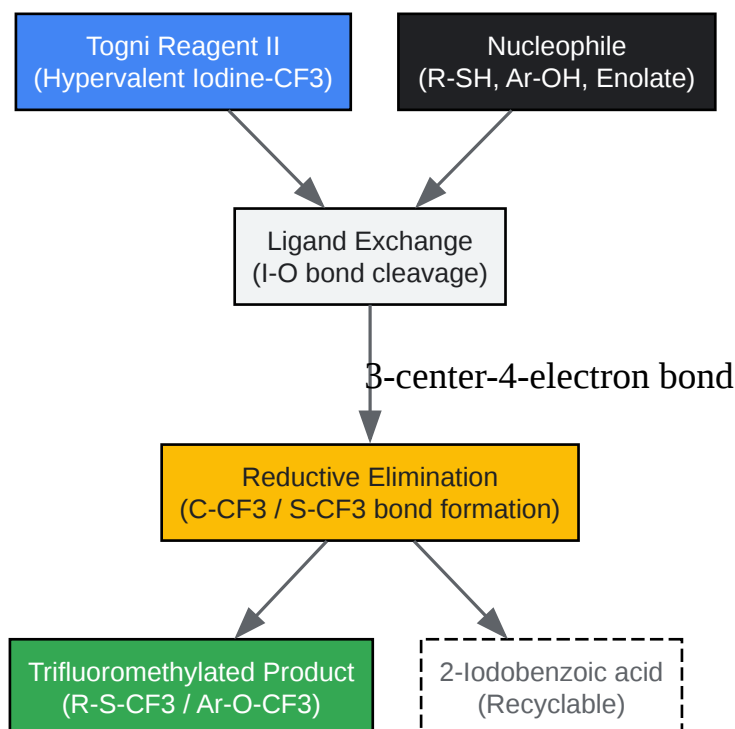 Togni Reagent II
(Hypervalent Iodine-CF3)
Nucleophile
(R-SH, Ar-OH, Enolate)
Ligand Exchange
(I-O bond cleavage)
3-center-4-electron bond
Reductive Elimination
(C-CF3 / S-CF3 bond formation)
Trifluoromethylated Product
(R-S-CF3 / Ar-O-CF3)
2-Iodobenzoic acid
(Recyclable)